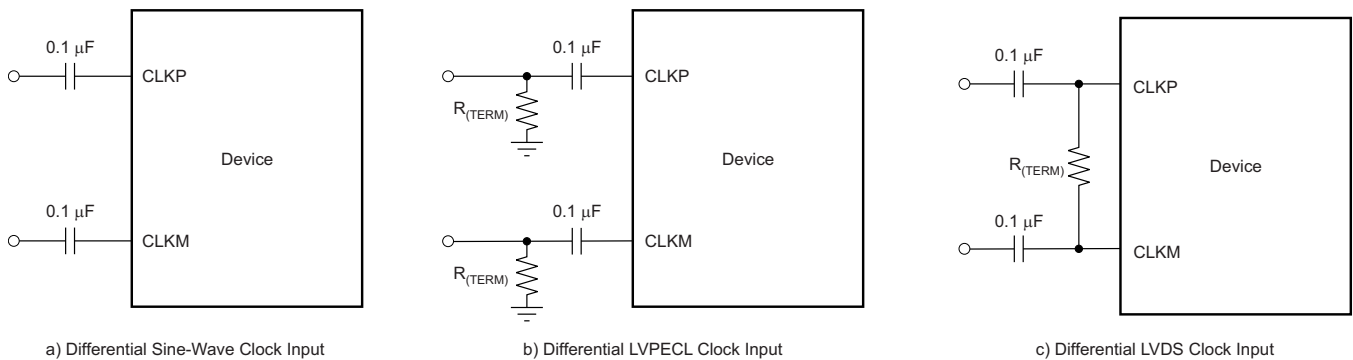 0.1 μF
CLKP
Device
0.1 μF
CLKM
a) Differential Sine-Wave Clock Input
0.1 μF
CLKP
R(TERM)
Device
0.1 μF
CLKM
R(TERM)
b) Differential LVPECL Clock Input
0.1 μF
CLKP
R(TERM)
Device
0.1 μF
CLKM
c) Differential LVDS Clock Input